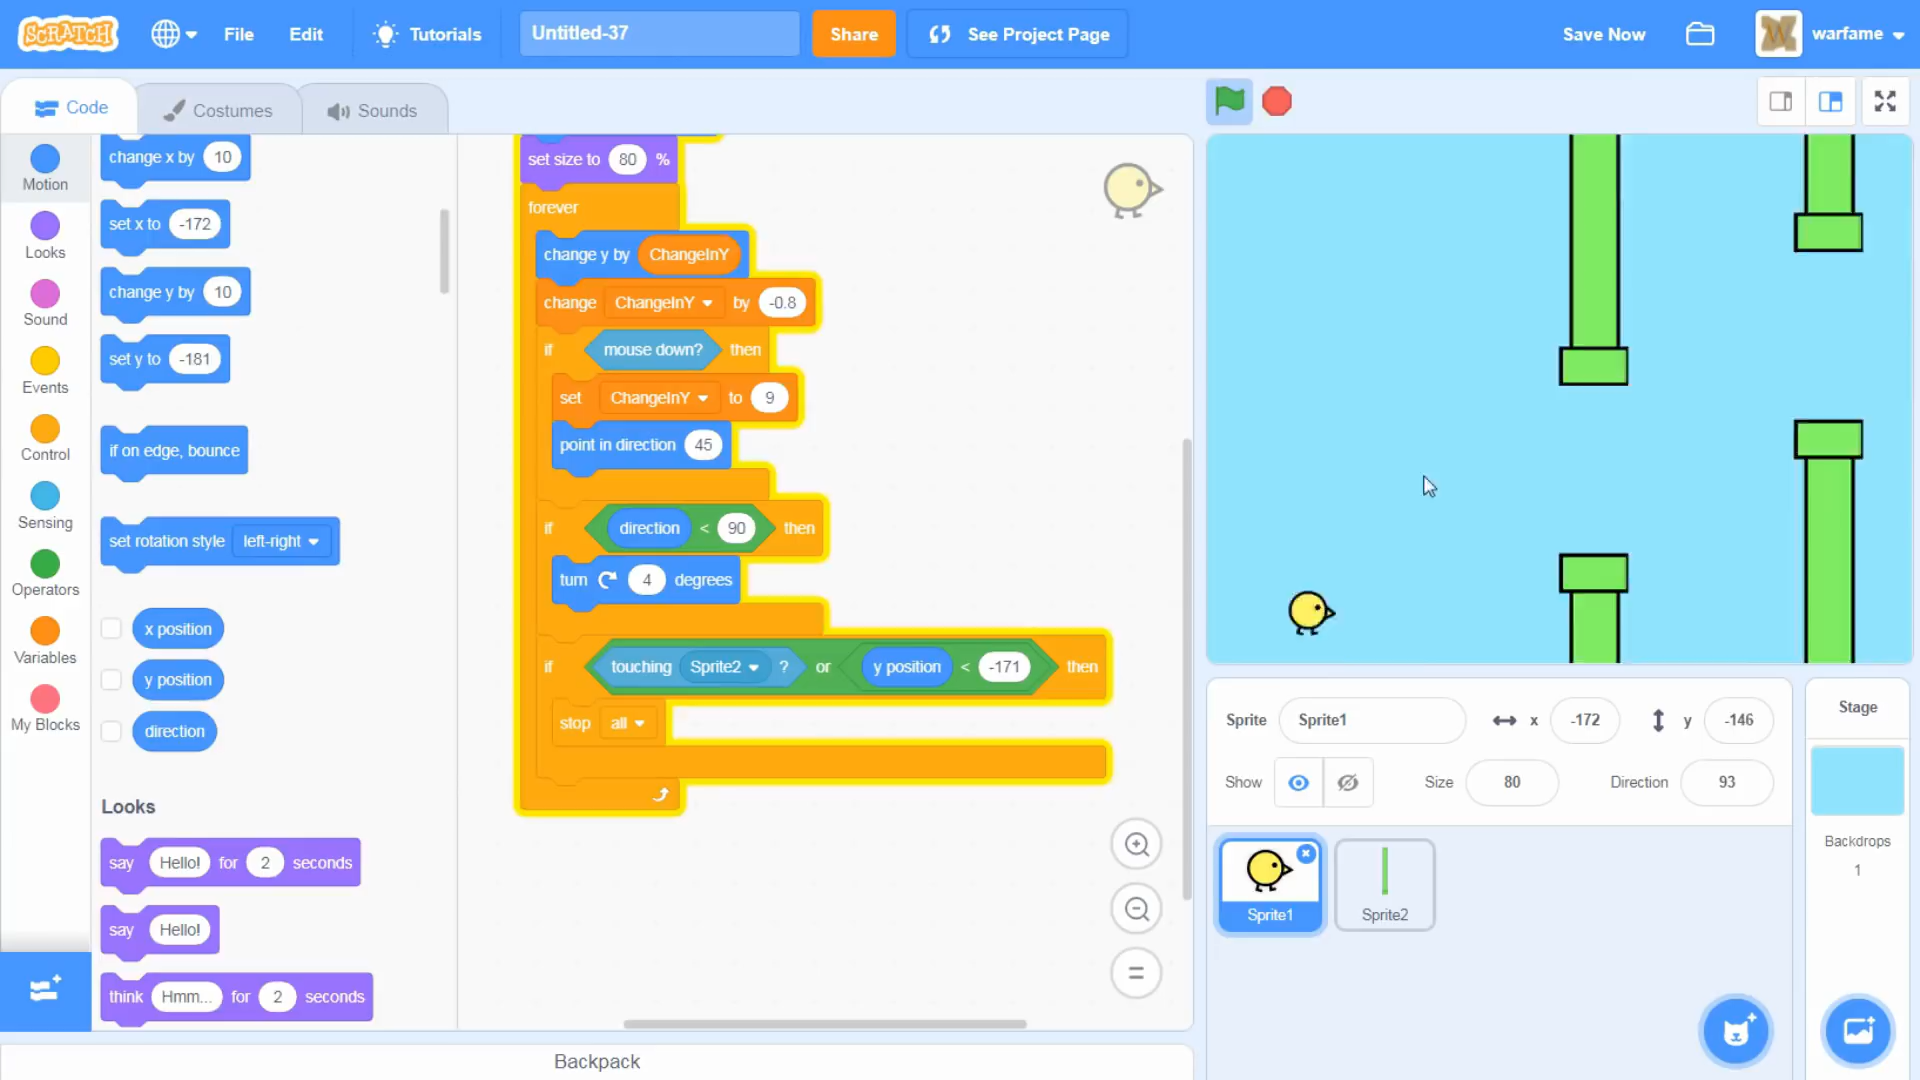 SCRATCH File Edit Tutorials Untitled-37 Share See Project Page Save Now warfame
Code Costumes Sounds
Motion
Looks
Sound
Events
Control
Sensing
Operators
Variables
My Blocks
change x by 10
set x to -172
change y by 10
set y to -181
if on edge, bounce
set rotation style left-right
x position
y position
direction
Looks
say Hello! for 2 seconds
say Hello!
think Hmm... for 2 seconds
set size to 80 %
forever
change y by ChangeInY
change ChangeInY by -0.8
if mouse down? then
set ChangeInY to 9
point in direction 45
if direction < 90 then
turn 4 degrees
if touching Sprite2 ? or y position < -171 then
stop all
Backpack
Sprite Sprite1 x -172 y -146
Show Size 80 Direction 93
Sprite1
Sprite2
Stage
Backdrops
1